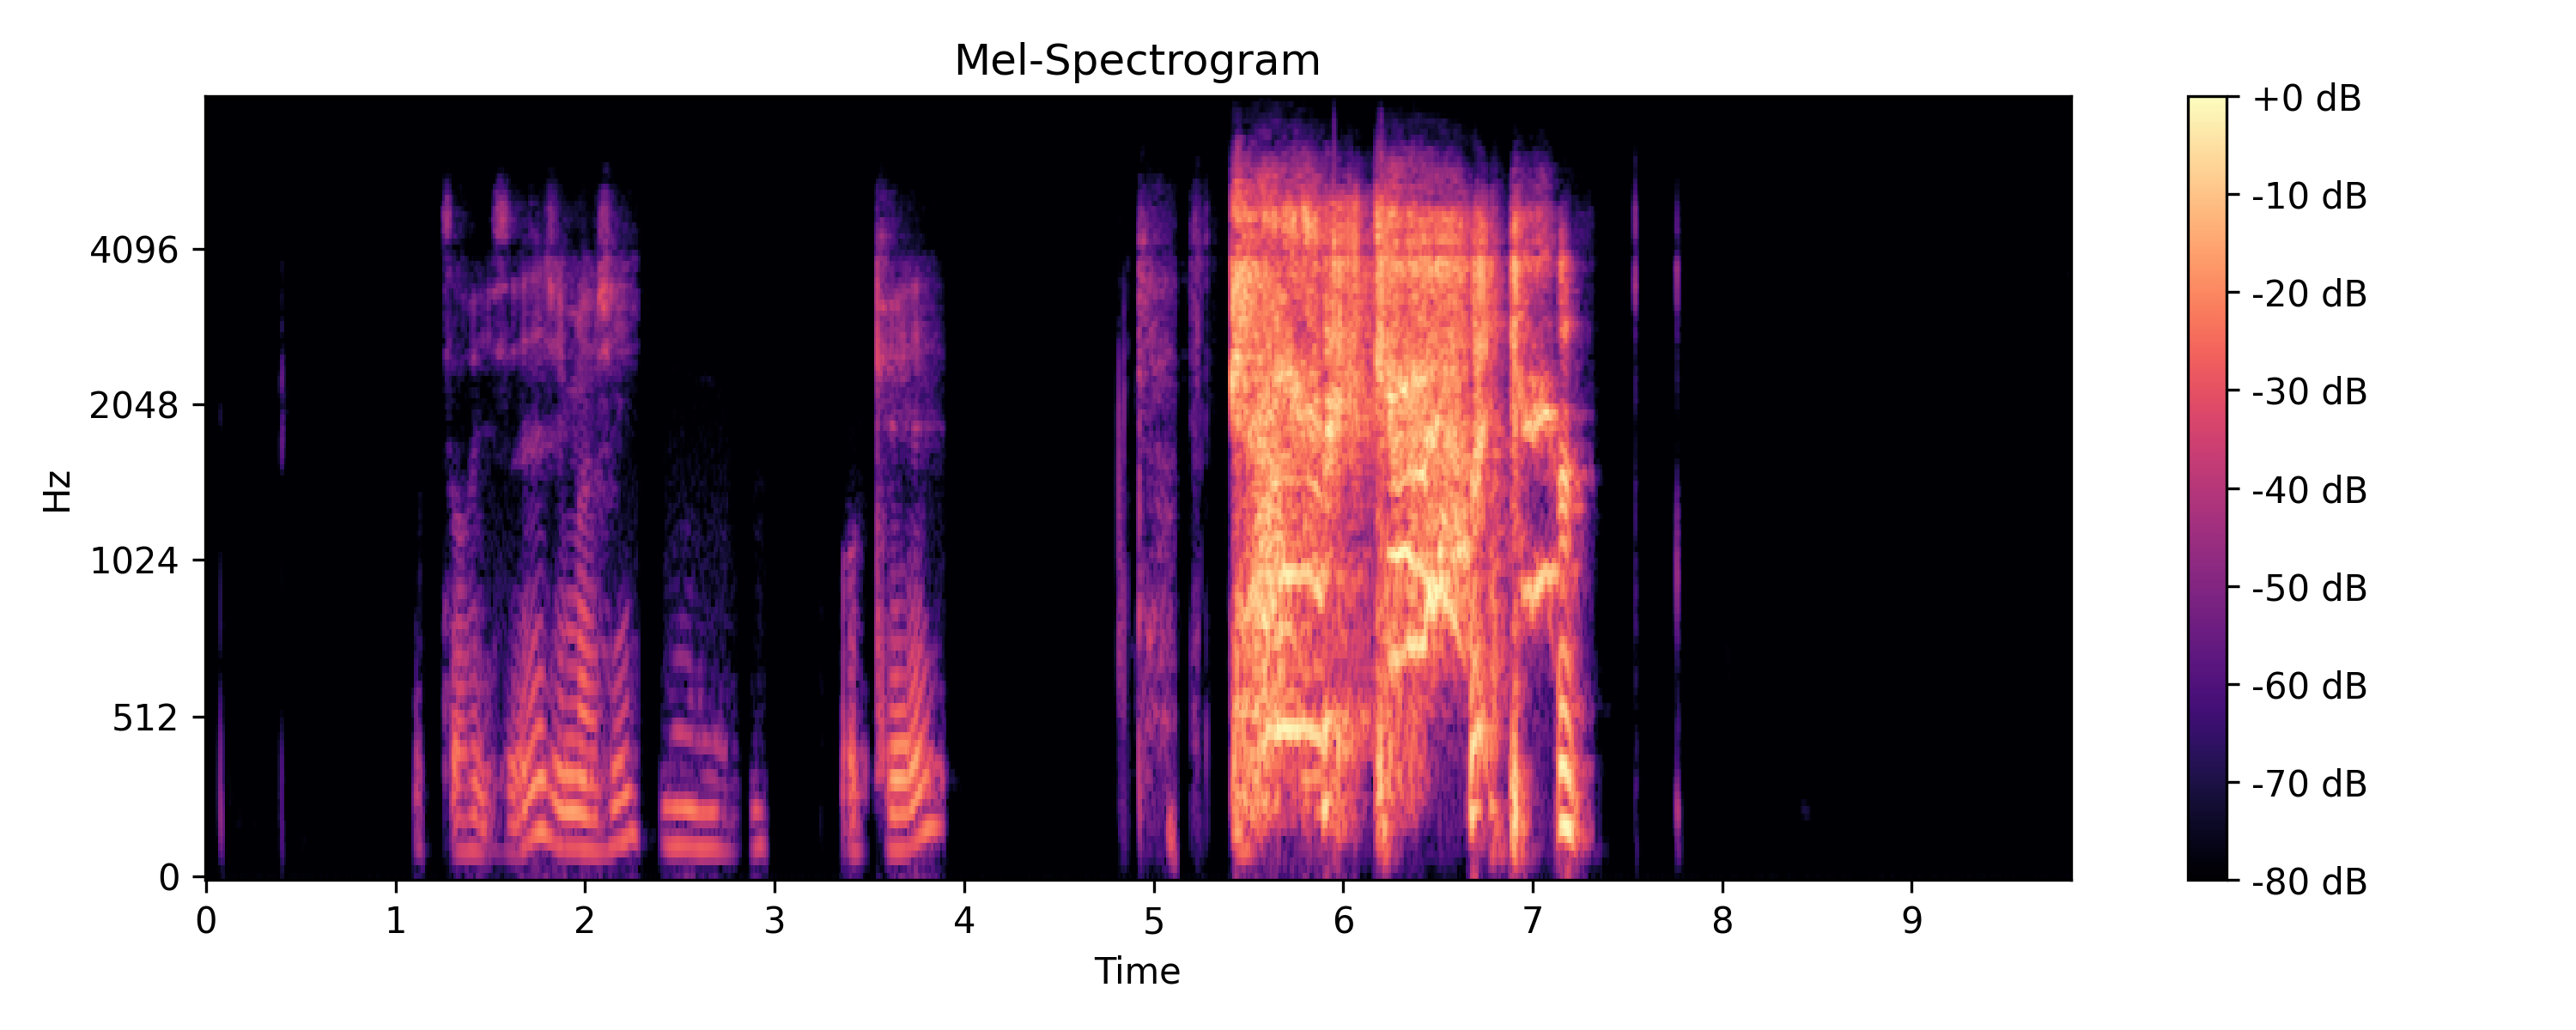 Mel-Spectrogram
Hz
4096
2048
1024
512
0
0 1 2 3 4 5 6 7 8 9
Time
+0 dB
-10 dB
-20 dB
-30 dB
-40 dB
-50 dB
-60 dB
-70 dB
-80 dB